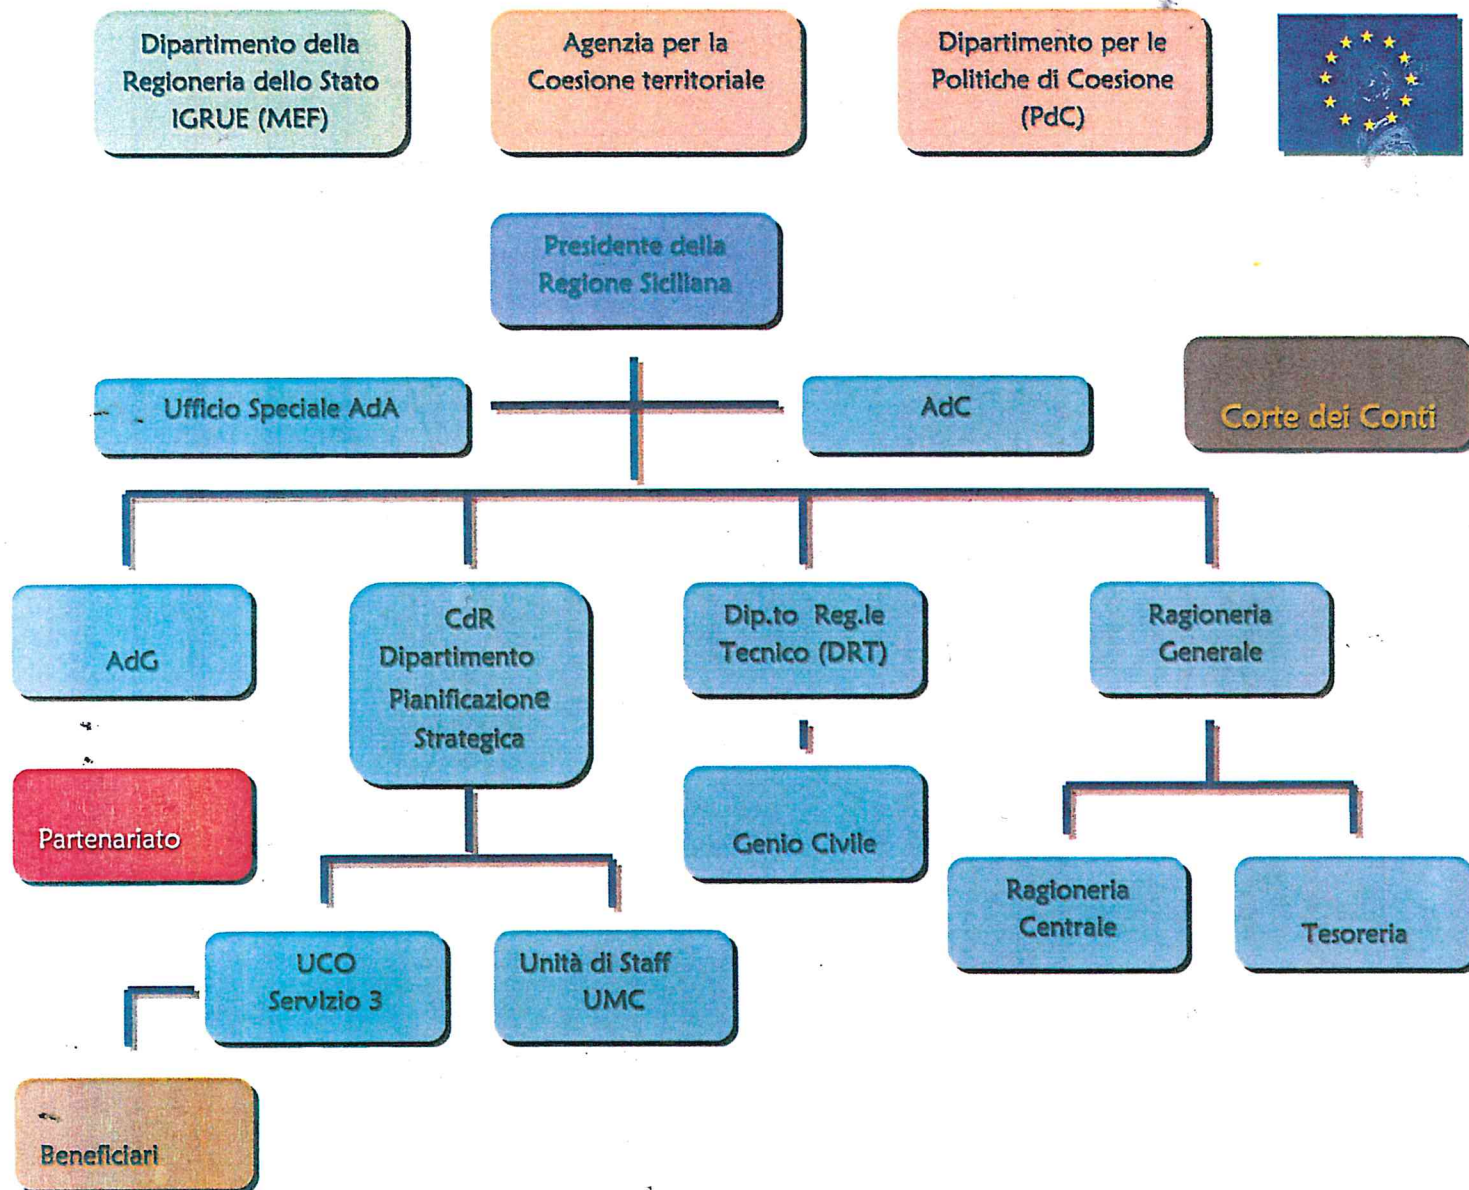 Dipartimento della
Regioneria dello Stato
IGRUE (MEF)
Agenzia per la
Coesione territoriale
Dipartimento per le
Politiche di Coesione
(PdC)
Presidente della
Regione Siciliana
Ufficio Speciale AdA
AdC
Corte dei Conti
AdG
CdR
Dipartimento
Pianificazione
Strategica
Dip.to Reg.le
Tecnico (DRT)
Ragioneria
Generale
Partenariato
Genio Civile
Ragioneria
Centrale
Tesoreria
UCO
Servizio 3
Unità di Staff
UMC
Beneficiari